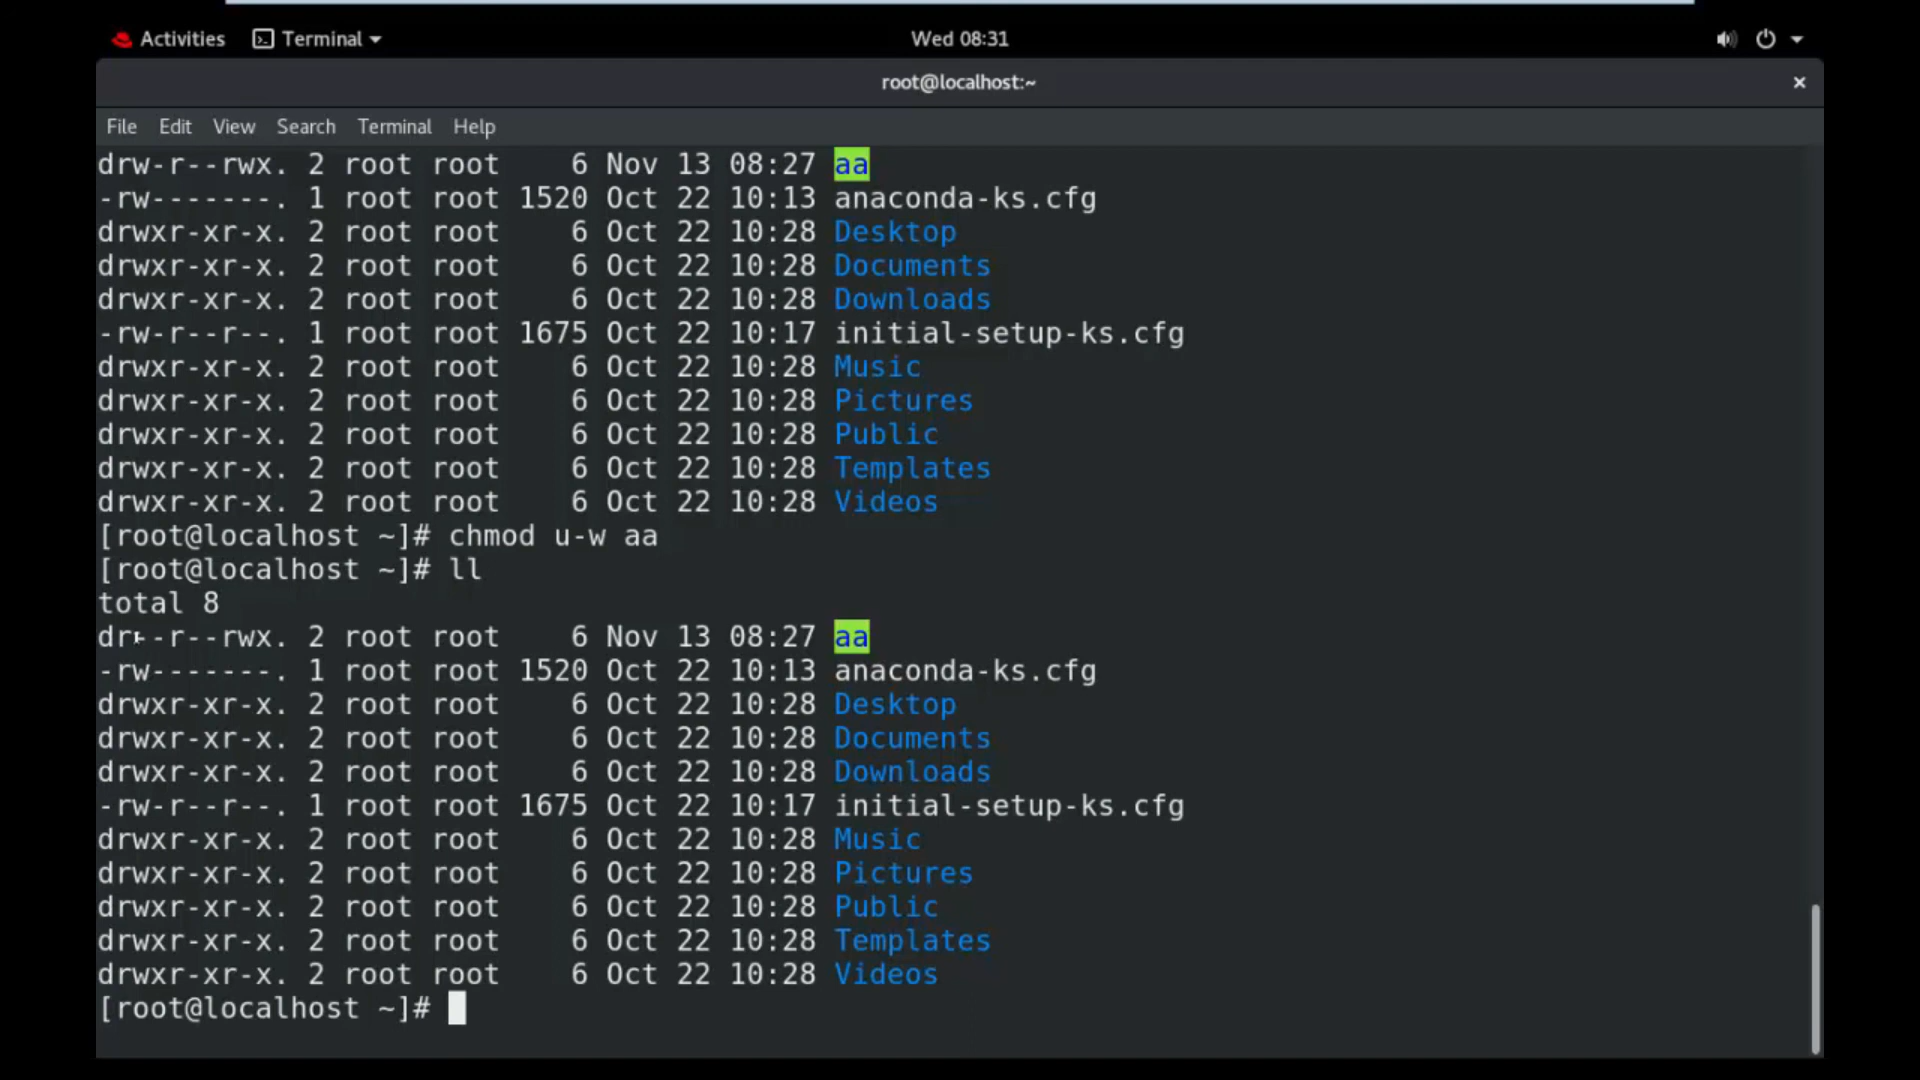 Activities Terminal Wed 08:31
root@localhost:~ ×
File Edit View Search Terminal Help
drw-r--rwx. 2 root root    6 Nov 13 08:27 aa
-rw-------. 1 root root 1520 Oct 22 10:13 anaconda-ks.cfg
drwxr-xr-x. 2 root root    6 Oct 22 10:28 Desktop
drwxr-xr-x. 2 root root    6 Oct 22 10:28 Documents
drwxr-xr-x. 2 root root    6 Oct 22 10:28 Downloads
-rw-r--r--. 1 root root 1675 Oct 22 10:17 initial-setup-ks.cfg
drwxr-xr-x. 2 root root    6 Oct 22 10:28 Music
drwxr-xr-x. 2 root root    6 Oct 22 10:28 Pictures
drwxr-xr-x. 2 root root    6 Oct 22 10:28 Public
drwxr-xr-x. 2 root root    6 Oct 22 10:28 Templates
drwxr-xr-x. 2 root root    6 Oct 22 10:28 Videos
[root@localhost ~]# chmod u-w aa
[root@localhost ~]# ll
total 8
dr--r--rwx. 2 root root    6 Nov 13 08:27 aa
-rw-------. 1 root root 1520 Oct 22 10:13 anaconda-ks.cfg
drwxr-xr-x. 2 root root    6 Oct 22 10:28 Desktop
drwxr-xr-x. 2 root root    6 Oct 22 10:28 Documents
drwxr-xr-x. 2 root root    6 Oct 22 10:28 Downloads
-rw-r--r--. 1 root root 1675 Oct 22 10:17 initial-setup-ks.cfg
drwxr-xr-x. 2 root root    6 Oct 22 10:28 Music
drwxr-xr-x. 2 root root    6 Oct 22 10:28 Pictures
drwxr-xr-x. 2 root root    6 Oct 22 10:28 Public
drwxr-xr-x. 2 root root    6 Oct 22 10:28 Templates
drwxr-xr-x. 2 root root    6 Oct 22 10:28 Videos
[root@localhost ~]#